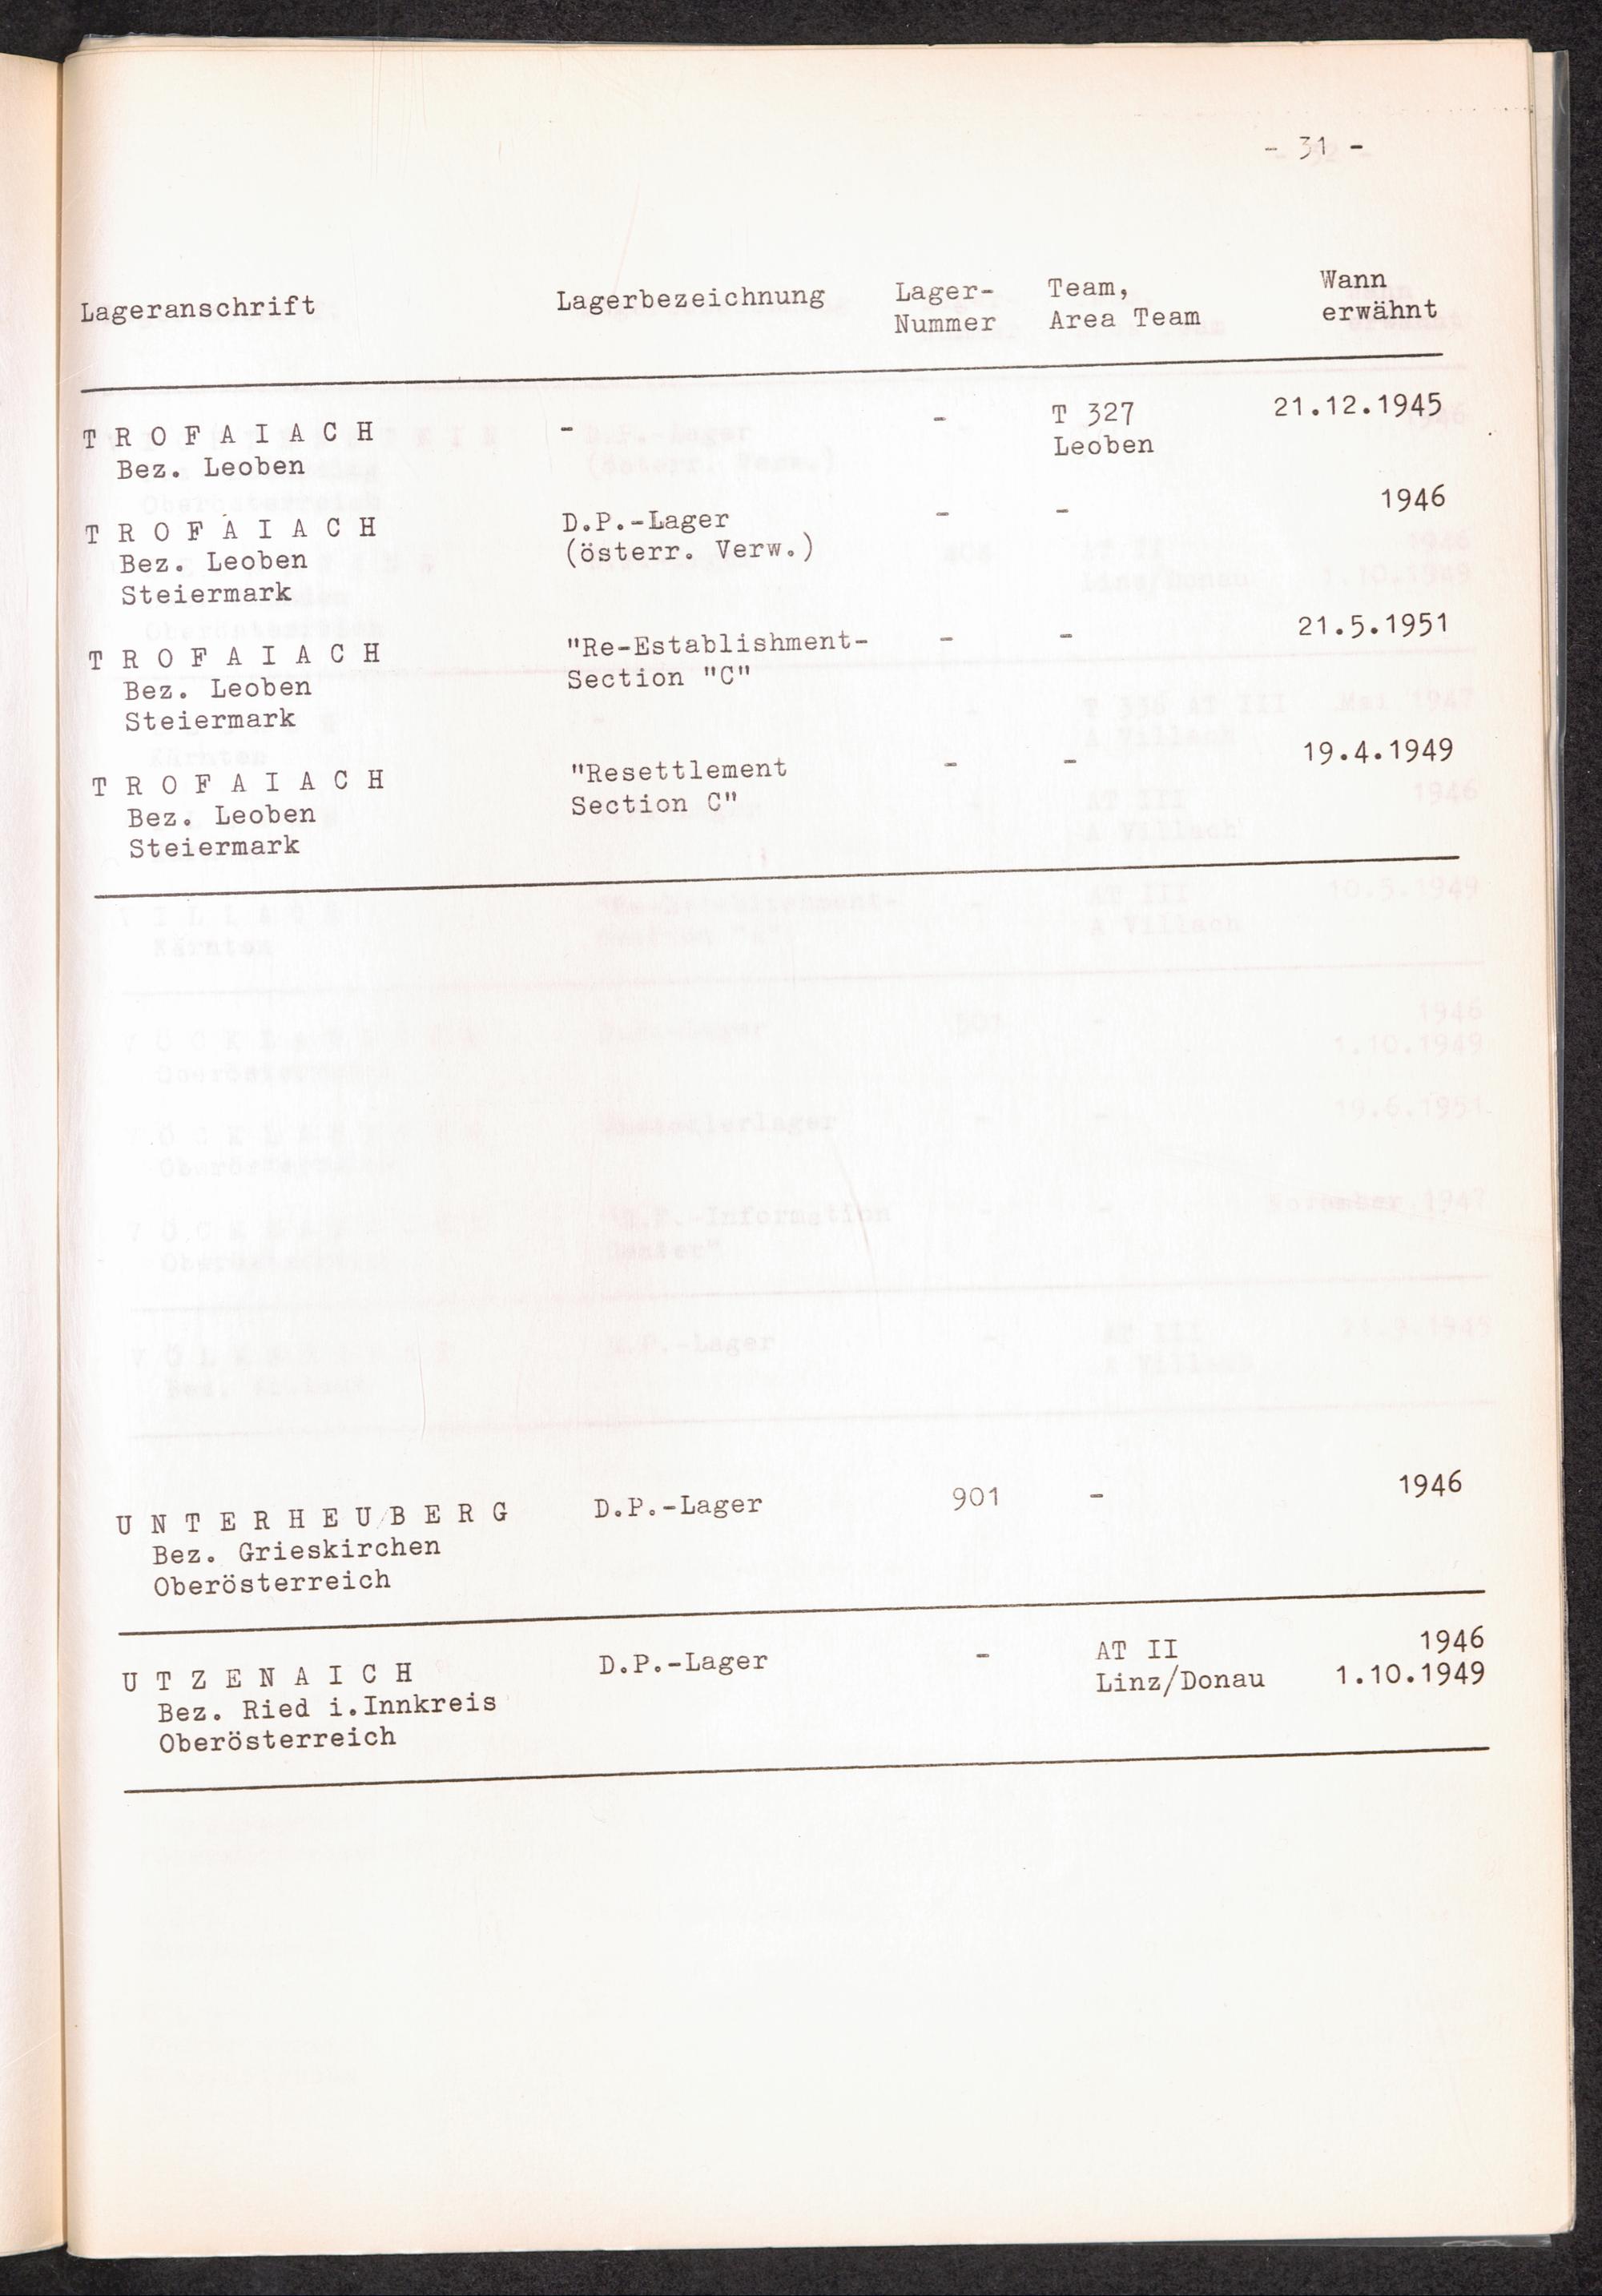 - 31 -
Lageranschrift Lagerbezeichnung Lager- Team, Wann
Nummer Area Team erwähnt
T R O F A I A C H - - T 327 21.12.1945
Bez. Leoben Leoben
T R O F A I A C H D.P.-Lager - - 1946
Bez. Leoben (österr. Verw.)
Steiermark
T R O F A I A C H "Re-Establishment- - - 21.5.1951
Bez. Leoben Section "C"
Steiermark
T R O F A I A C H "Resettlement - - 19.4.1949
Bez. Leoben Section C"
Steiermark
U N T E R H E U B E R G D.P.-Lager 901 - 1946
Bez. Grieskirchen
Oberösterreich
U T Z E N A I C H D.P.-Lager - AT II 1946
Bez. Ried i.Innkreis Linz/Donau 1.10.1949
Oberösterreich